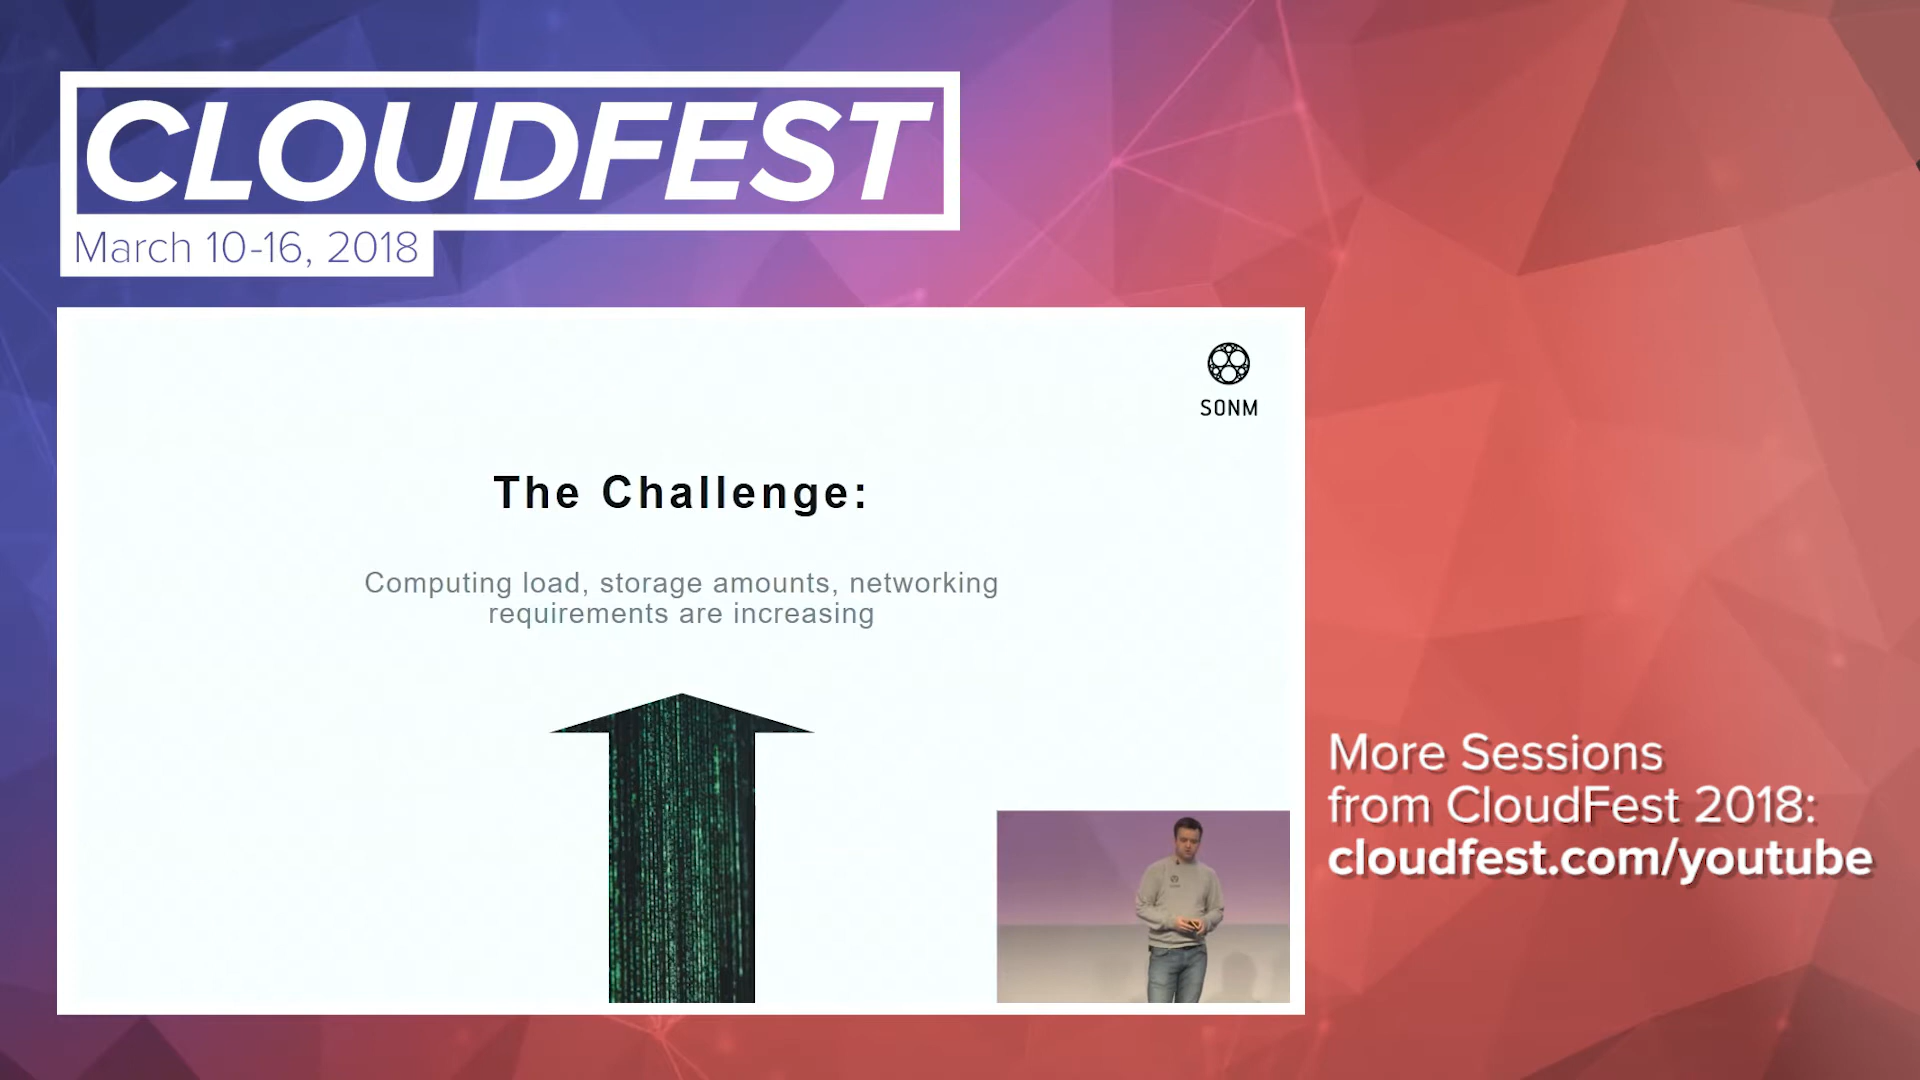 CLOUDFEST
March 10-16, 2018
SONM
The Challenge:
Computing load, storage amounts, networking
requirements are increasing
More Sessions
from CloudFest 2018:
cloudfest.com/youtube